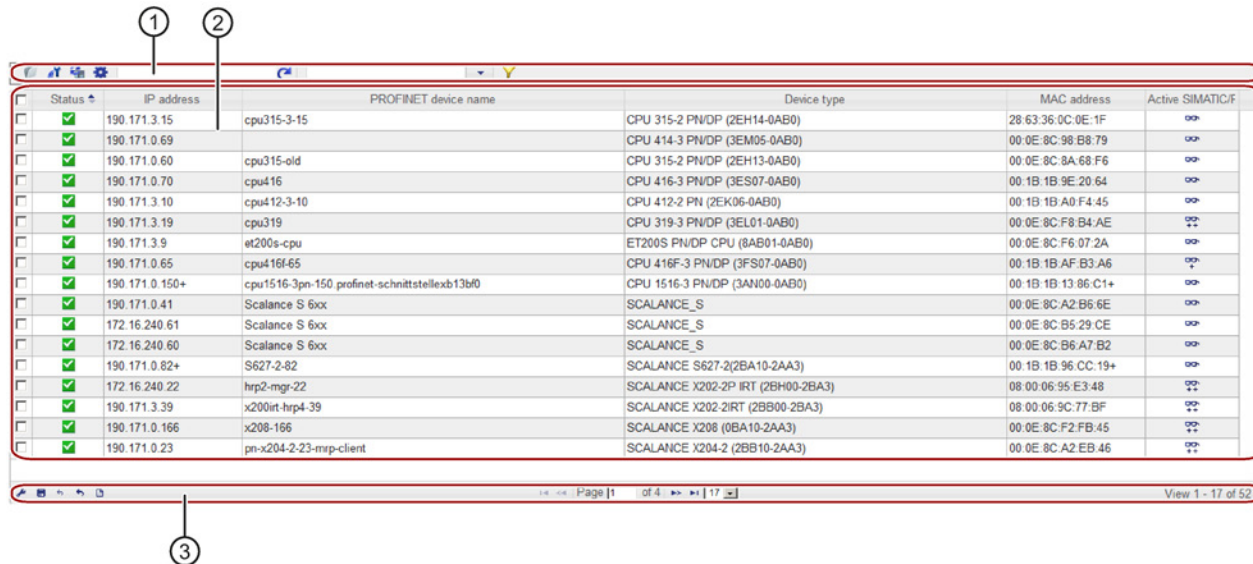 1 2
Status IP address PROFINET device name Device type MAC address Active SIMATIC/F
190.171.3.15 cpu315-3-15 CPU 315-2 PN/DP (2EH14-0AB0) 28:63:36:0C:0E:1F
190.171.0.69 CPU 414-3 PN/DP (3EM05-0AB0) 00:0E:8C:98:B8:79
190.171.0.60 cpu315-old CPU 315-2 PN/DP (2EH13-0AB0) 00:0E:8C:8A:68:F6
190.171.0.70 cpu416 CPU 416-3 PN/DP (3ES07-0AB0) 00:1B:1B:9E:20:64
190.171.3.10 cpu412-3-10 CPU 412-2 PN (2EK06-0AB0) 00:1B:1B:A0:F4:45
190.171.3.19 cpu319 CPU 319-3 PN/DP (3EL01-0AB0) 00:0E:8C:F8:B4:AE
190.171.3.9 et200s-cpu ET200S PN/DP CPU (8AB01-0AB0) 00:0E:8C:F6:07:2A
190.171.0.65 cpu416f-65 CPU 416F-3 PN/DP (3FS07-0AB0) 00:1B:1B:AF:B3:A6
190.171.0.150+ cpu1516-3pn-150.profinet-schnittstellexb13bf0 CPU 1516-3 PN/DP (3AN00-0AB0) 00:1B:1B:13:86:C1+
190.171.0.41 Scalance S 6xx SCALANCE_S 00:0E:8C:A2:B6:6E
172.16.240.61 Scalance S 6xx SCALANCE_S 00:0E:8C:B5:29:CE
172.16.240.60 Scalance S 6xx SCALANCE_S 00:0E:8C:B6:A7:B2
190.171.0.82+ S627-2-82 SCALANCE S627-2(2BA10-2AA3) 00:1B:1B:96:CC:19+
172.16.240.22 hrp2-mgr-22 SCALANCE X202-2P IRT (2BH00-2BA3) 08:00:06:95:E3:48
190.171.3.39 x200irt-hrp4-39 SCALANCE X202-2IRT (2BB00-2BA3) 08:00:06:9C:77:BF
190.171.0.166 x208-166 SCALANCE X208 (0BA10-2AA3) 00:0E:8C:F2:FB:45
190.171.0.23 pn-x204-2-23-mrp-client SCALANCE X204-2 (2BB10-2AA3) 00:0E:8C:A2:EB:46
Page 1 of 4 17 View 1 - 17 of 52
3